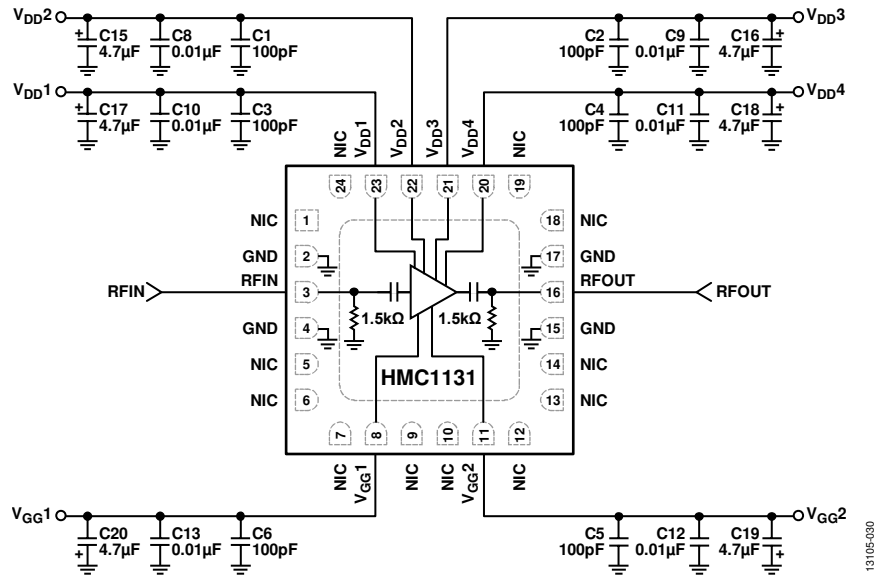 VDD2
+ C15 4.7µF
C8 0.01µF
C1 100pF
C2 100pF
C9 0.01µF
C16 4.7µF +
VDD3
VDD1
+ C17 4.7µF
C10 0.01µF
C3 100pF
C4 100pF
C11 0.01µF
C18 4.7µF +
VDD4
NIC
VDD1
VDD2
VDD3
VDD4
NIC
24
23
22
21
20
19
NIC 1
18 NIC
GND 2
17 GND
RFIN
RFIN 3
16 RFOUT
RFOUT
1.5kΩ
1.5kΩ
GND 4
15 GND
NIC 5
14 NIC
HMC1131
NIC 6
13 NIC
7
8
9
10
11
12
NIC
VGG1
NIC
NIC
VGG2
NIC
VGG1
+ C20 4.7µF
C13 0.01µF
C6 100pF
C5 100pF
C12 0.01µF
C19 4.7µF +
VGG2
13105-030